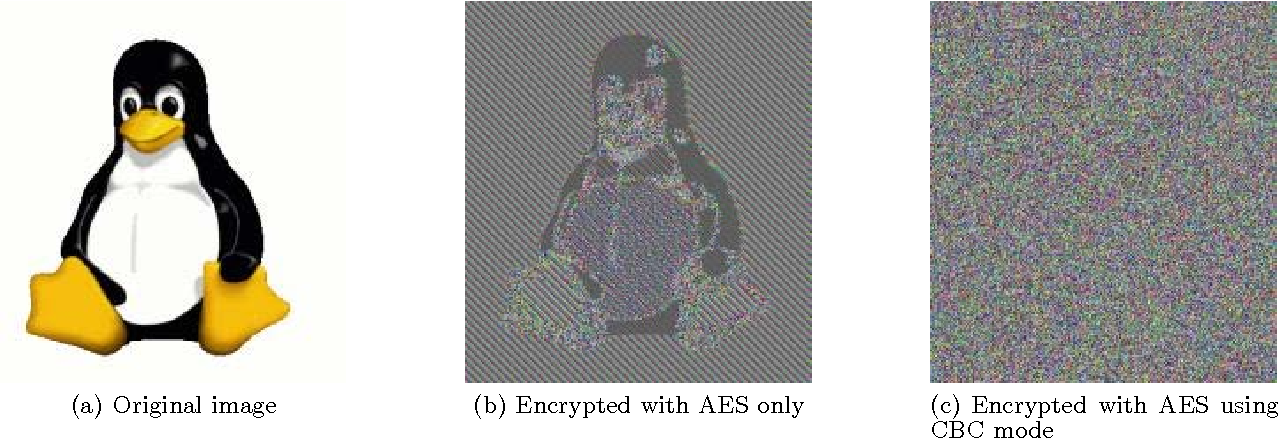 (a) Original image
(b) Encrypted with AES only
(c) Encrypted with AES using
CBC mode